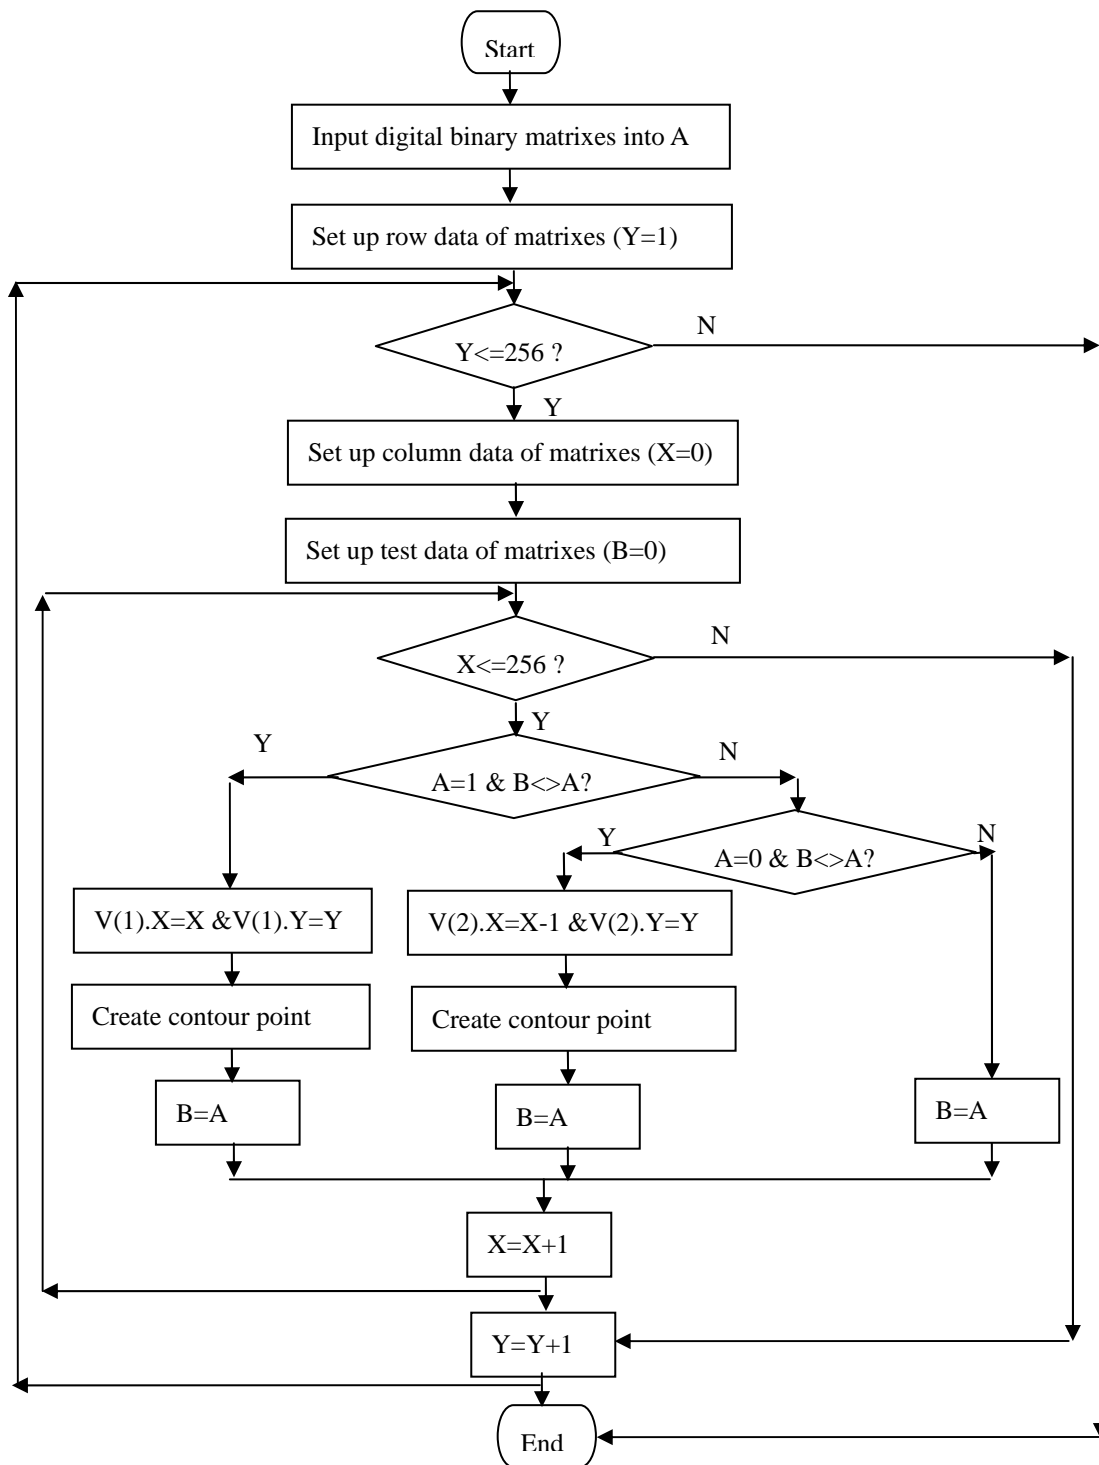 Start
Input digital binary matrixes into A
Set up row data of matrixes (Y=1)
N
Y<=256 ?
Y
Set up column data of matrixes (X=0)
Set up test data of matrixes (B=0)
N
X<=256 ?
Y
Y
N
A=1 & B<>A?
Y
N
A=0 & B<>A?
V(1).X=X &V(1).Y=Y
V(2).X=X-1 &V(2).Y=Y
Create contour point
Create contour point
B=A
B=A
B=A
X=X+1
Y=Y+1
End